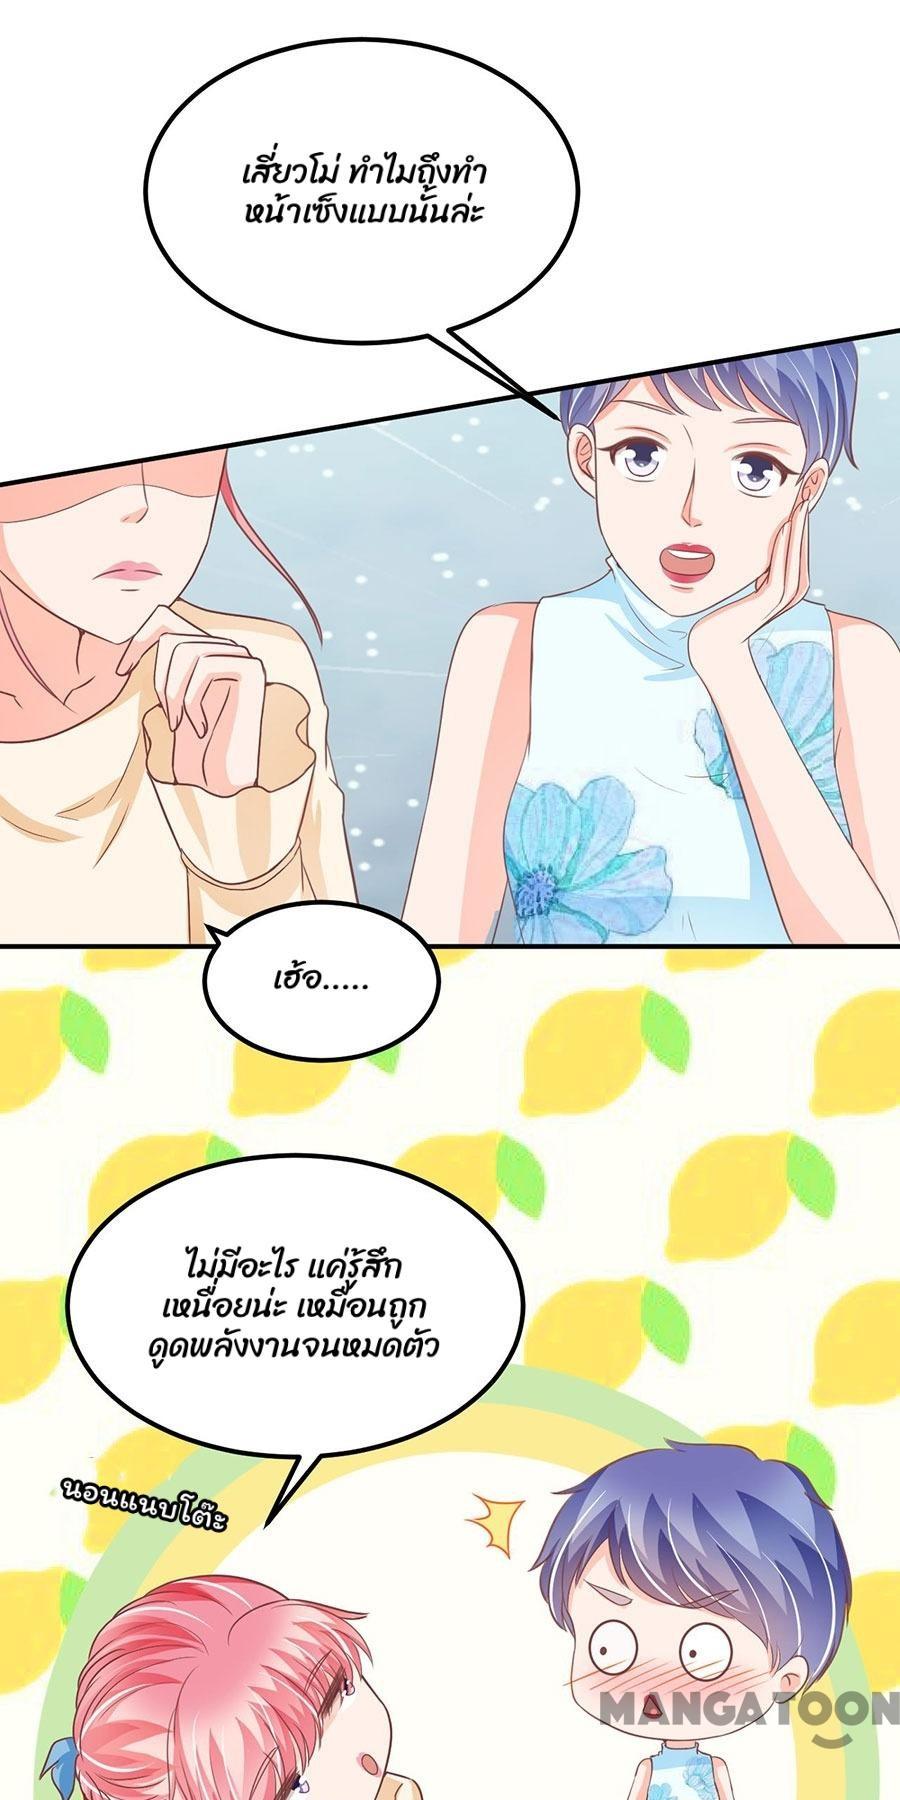 เสี่ยวโม่ ทำไมถึงทำ
หน้าเซ็งแบบนั้นล่ะ
เฮ้อ.....
ไม่มีอะไร แค่รู้สึก
เหนื่อยน่ะ เหมือนถูก
ดูดพลังงานจนหมดตัว
นอนแนบโต๊ะ
MANGATOON